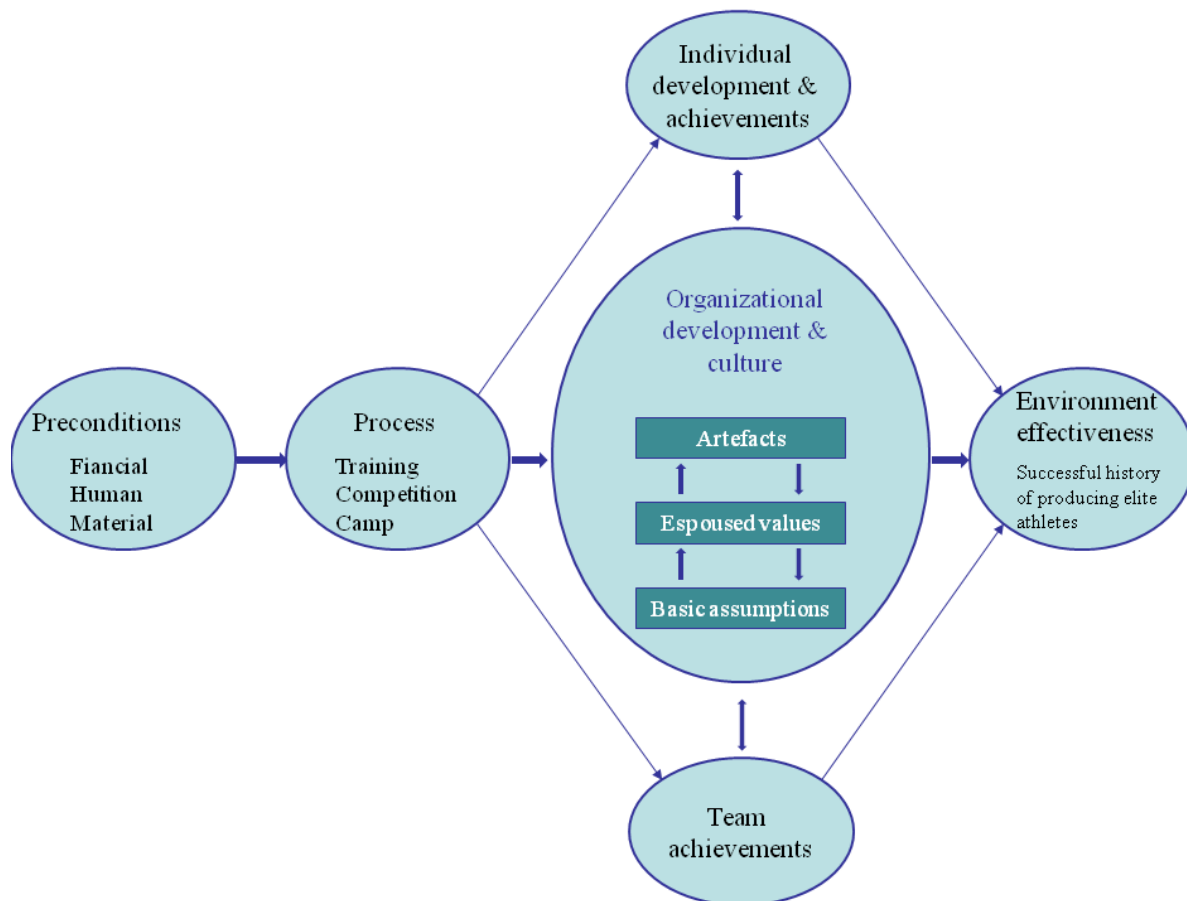 Individual
development &
achievements
Organizational
development &
culture
Preconditions
Fiancial
Human
Material
Process
Training
Competition
Camp
Artefacts
Espoused values
Basic assumptions
Environment
effectiveness
Successful history
of producing elite
athletes
Team
achievements